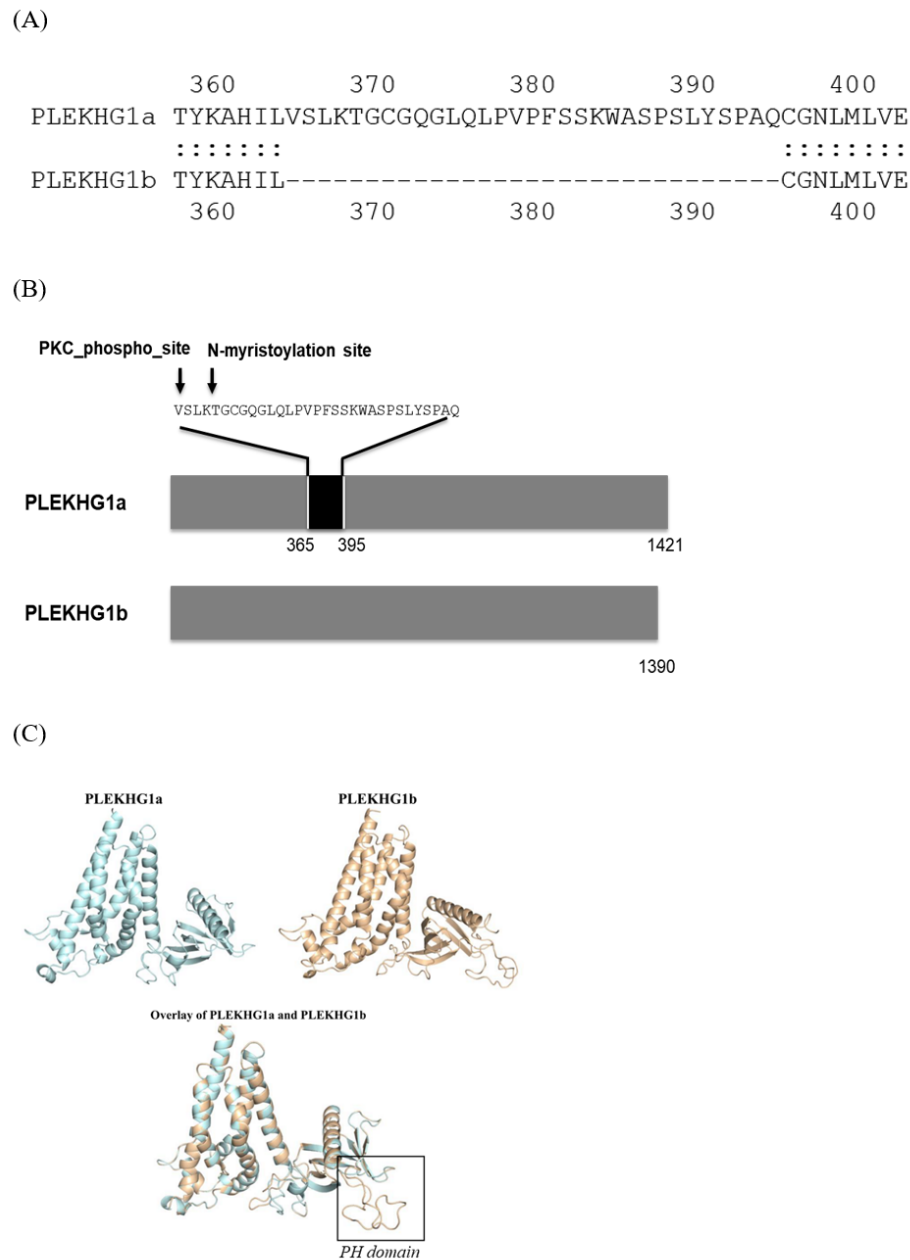 (A)
360 370 380 390 400
PLEKHG1a TYKAHILVSLKTGCGQGLQLPVPFSSKWASPSLYSPAQCGNLMLVE
::::::: ::::::::
PLEKHG1b TYKAHIL-------------------------------CGNLMLVE
360 370 380 390 400
(B)
PKC_phospho_site N-myristoylation site
VSLKTGCGQGLQLPVPFSSKWASPSLYSPAQ
PLEKHG1a
365 395 1421
PLEKHG1b
1390
(C)
PLEKHG1a PLEKHG1b
Overlay of PLEKHG1a and PLEKHG1b
PH domain